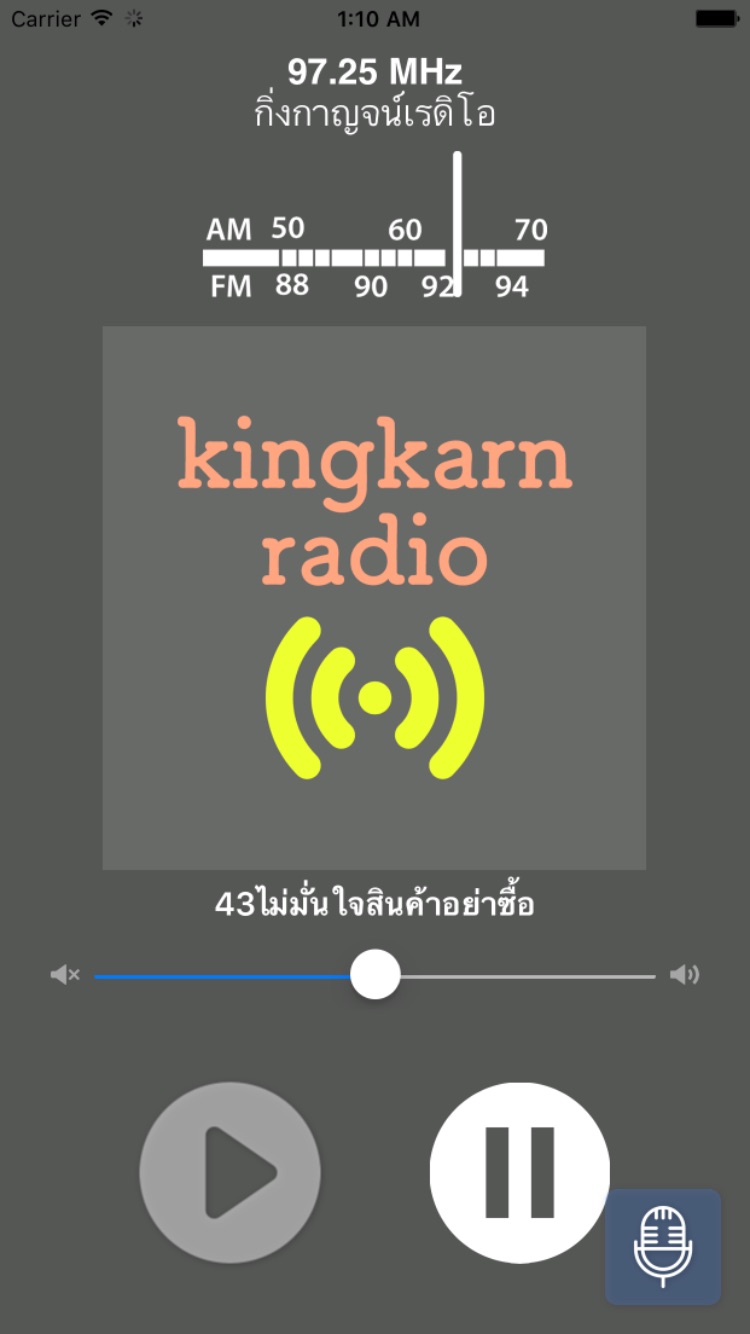 Carrier 1:10 AM
97.25 MHz
กิ่งกาญจน์เรดิโอ
AM 50 60 70
FM 88 90 92 94
kingkarn
radio
43ไม่มั่นใจสินค้าอย่าซื้อ